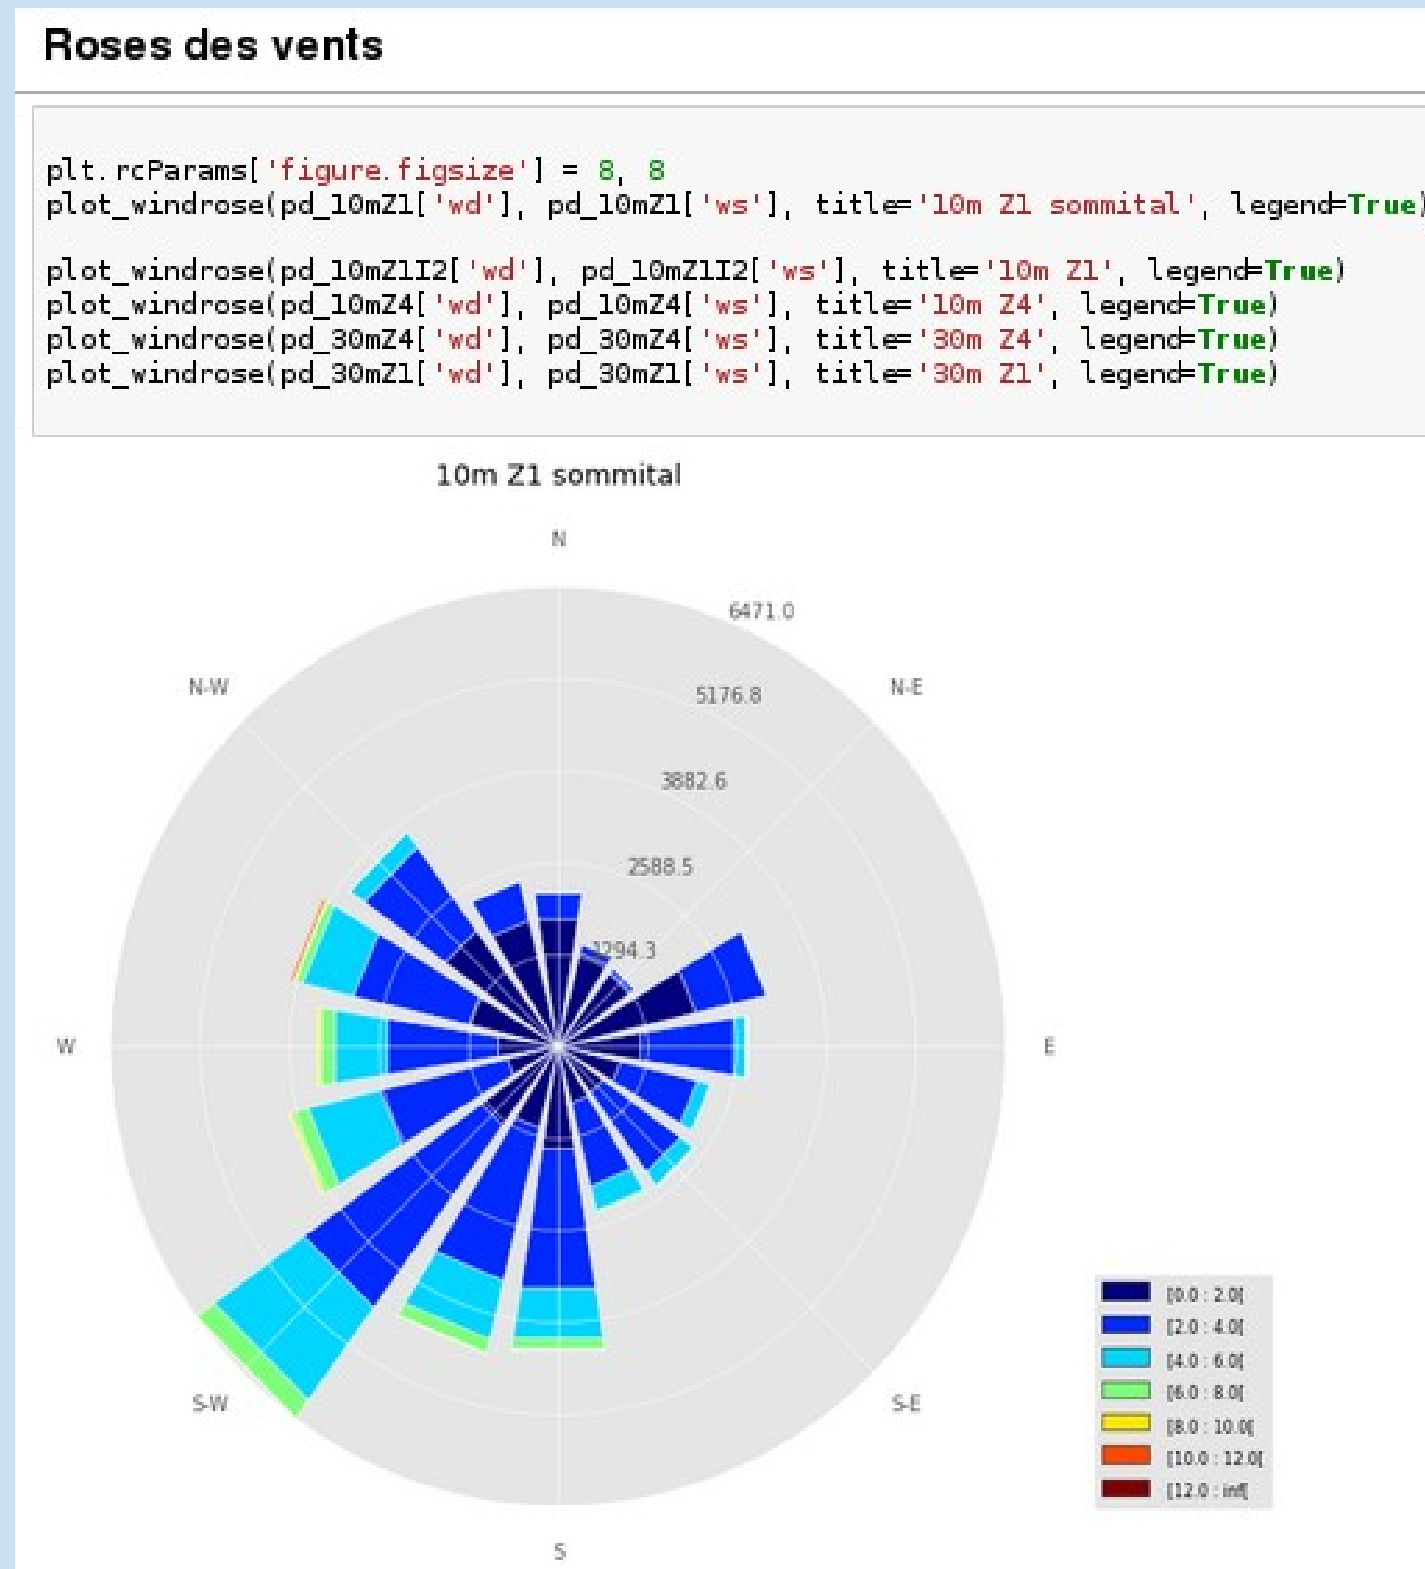 Roses des vents
plt.rcParams['figure.figsize'] = 8, 8
plot_windrose(pd_10mZ1['wd'], pd_10mZ1['ws'], title='10m Z1 sommital', legend=True)
plot_windrose(pd_10mZ1I2['wd'], pd_10mZ1I2['ws'], title='10m Z1', legend=True)
plot_windrose(pd_10mZ4['wd'], pd_10mZ4['ws'], title='10m Z4', legend=True)
plot_windrose(pd_30mZ4['wd'], pd_30mZ4['ws'], title='30m Z4', legend=True)
plot_windrose(pd_30mZ1['wd'], pd_30mZ1['ws'], title='30m Z1', legend=True)
10m Z1 sommital
N
6471.0
N-W
N-E
5176.8
3882.6
2588.5
1294.3
W
E
S-W
S-E
S
[0.0 : 2.0[
[2.0 : 4.0[
[4.0 : 6.0[
[6.0 : 8.0[
[8.0 : 10.0[
[10.0 : 12.0[
[12.0 : inf[